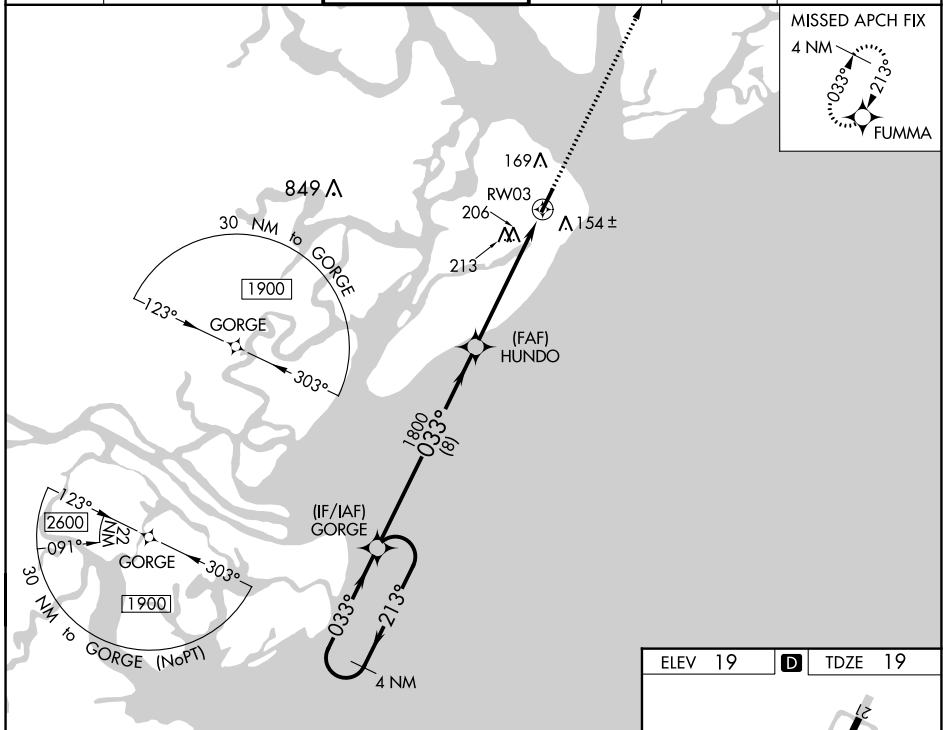 MISSED APCH FIX
4 NM
033°
213°
FUMMA
169
RW03
849
206
154 ±
213
30 NM to GORGE
1900
123°
GORGE
303°
(FAF)
HUNDO
1800
033°
(8)
123°
2600
22 NM
091°
GORGE
303°
1900
30 NM to GORGE (NoPT)
(IF/IAF)
GORGE
033°
213°
4 NM
ELEV 19
D
TDZE 19
21